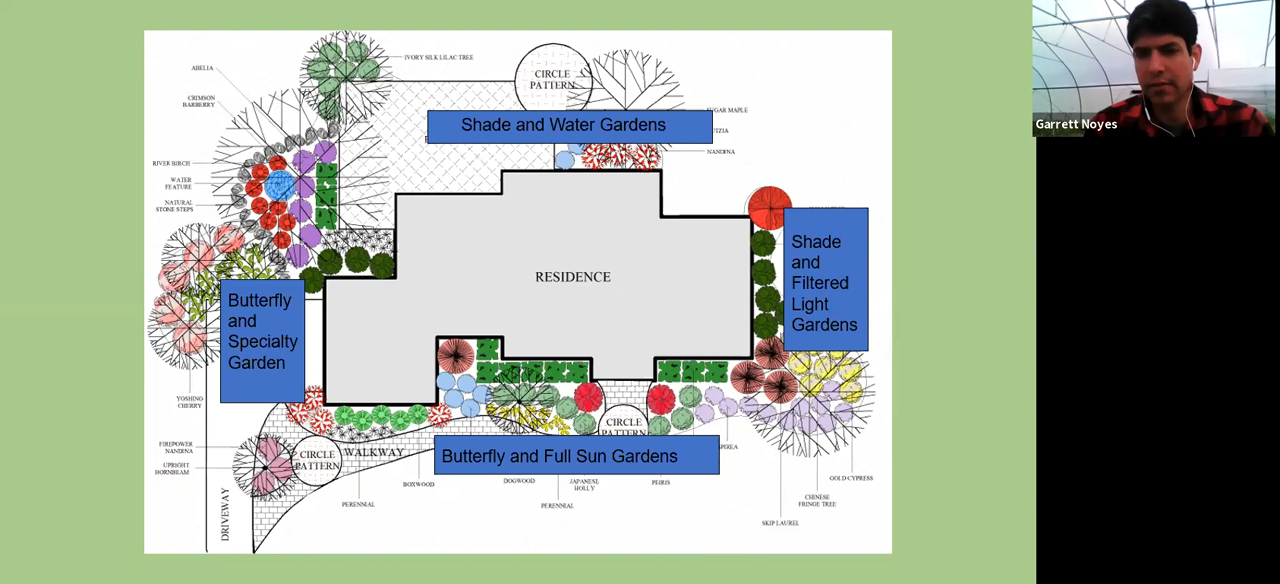 IVORY SILK LILAC TREE
ABELIA
CIRCLE
PATTERN
CRIMSON
BARBERRY
SUGAR MAPLE
Shade and Water Gardens
NANDINA
RIVER BIRCH
WATER
FEATURE
NATURAL
STONE STEPS
RESIDENCE
Shade
and
Filtered
Light
Gardens
Butterfly
and
Specialty
Garden
YOSHINO
CHERRY
CIRCLE
PATTERN
FIREPOWER
NANDINA
UPRIGHT
HORNBEAM
CIRCLE
PATTERN
WALKWAY
Butterfly and Full Sun Gardens
BOXWOOD
PERENNIAL
DOGWOOD
JAPANESE
HOLLY
PERENNIAL
PIERIS
GOLD CYPRESS
CHINESE
FRINGE TREE
SKIP LAUREL
DRIVEWAY
Garrett Noyes